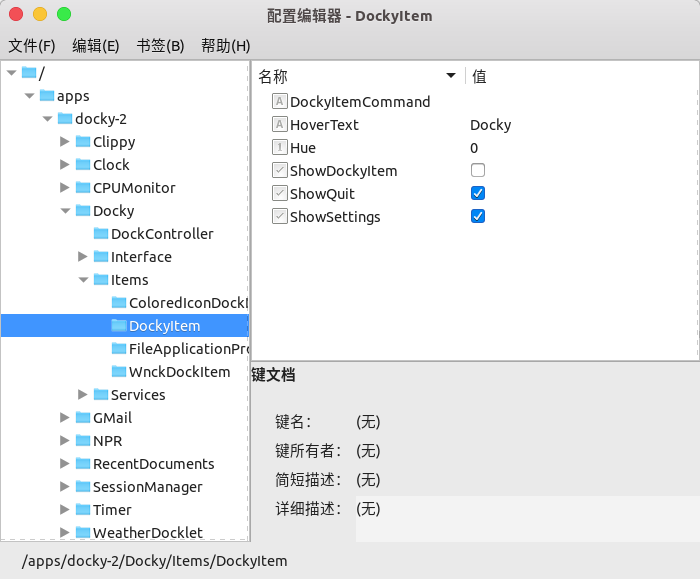 配置编辑器 - DockyItem
文件(F) 编辑(E) 书签(B) 帮助(H)
/
apps
docky-2
Clippy
Clock
CPUMonitor
Docky
DockController
Interface
Items
ColoredIconDock
DockyItem
FileApplicationPro
WnckDockItem
Services
GMail
NPR
RecentDocuments
SessionManager
Timer
WeatherDocklet
名称 值
DockyItemCommand
HoverText Docky
Hue 0
ShowDockyItem
ShowQuit
ShowSettings
键文档
键名： (无)
键所有者： (无)
简短描述： (无)
详细描述： (无)
/apps/docky-2/Docky/Items/DockyItem